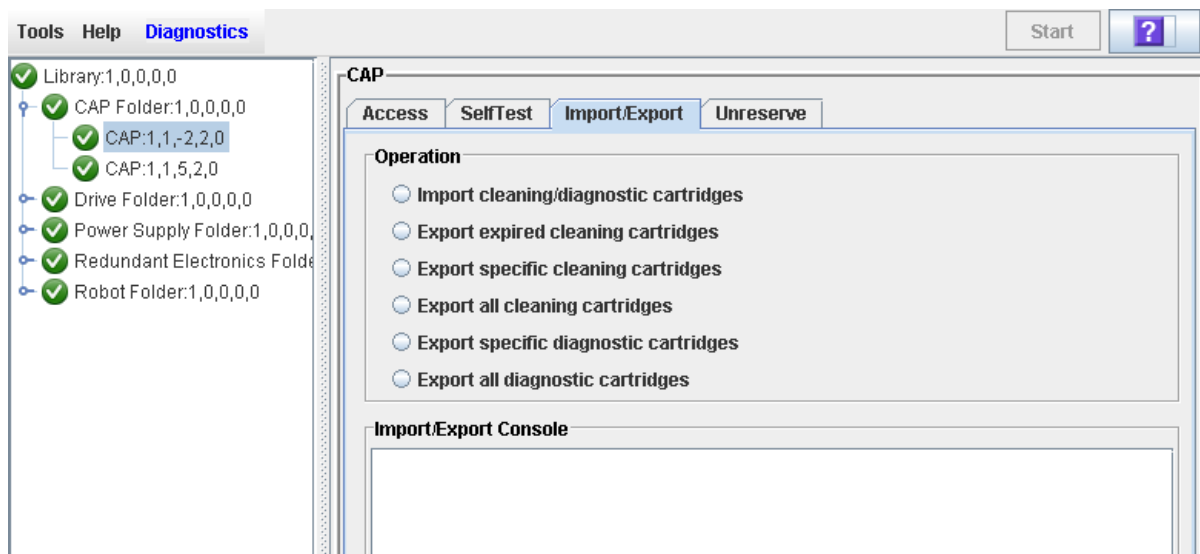 Tools Help Diagnostics
Start
?
Library:1,0,0,0,0
CAP Folder:1,0,0,0,0
CAP:1,1,-2,2,0
CAP:1,1,5,2,0
Drive Folder:1,0,0,0,0
Power Supply Folder:1,0,0,0,
Redundant Electronics Folde
Robot Folder:1,0,0,0,0
CAP
Access SelfTest Import/Export Unreserve
Operation
Import cleaning/diagnostic cartridges
Export expired cleaning cartridges
Export specific cleaning cartridges
Export all cleaning cartridges
Export specific diagnostic cartridges
Export all diagnostic cartridges
Import/Export Console